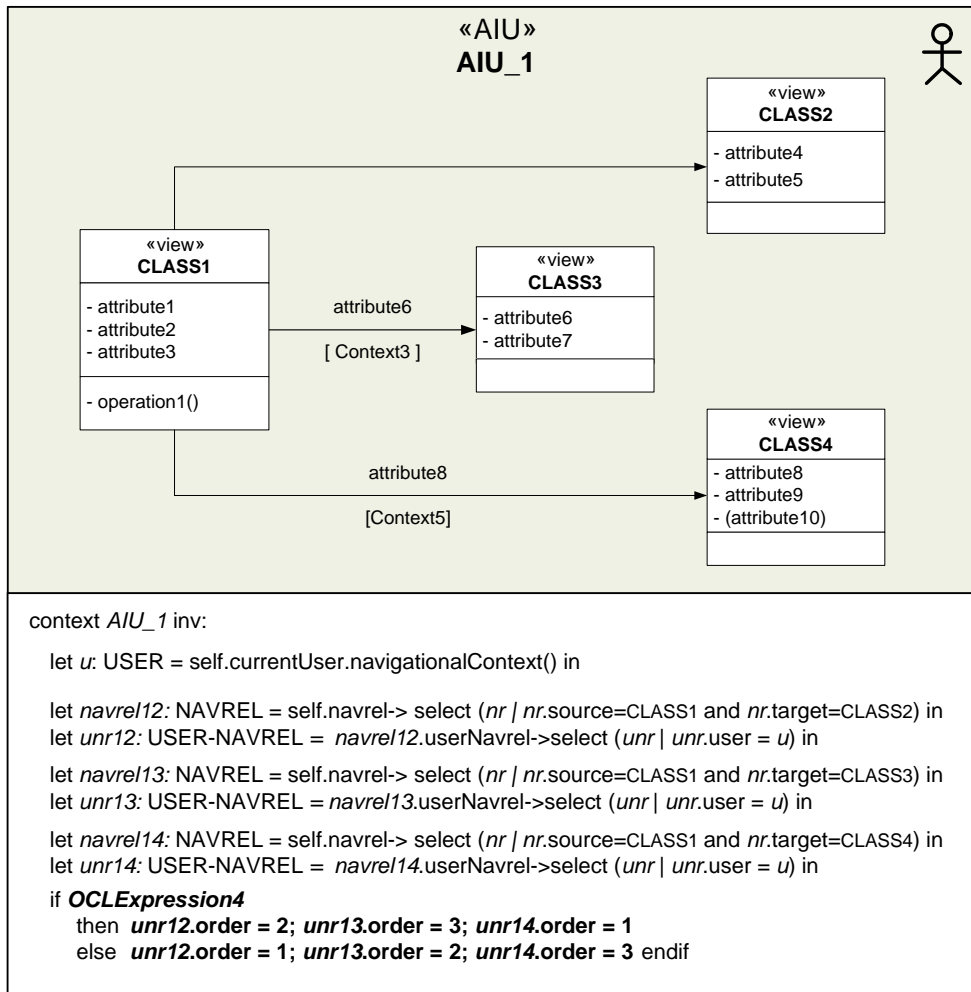 «AIU»
AIU_1
«view»
CLASS2
- attribute4
- attribute5
«view»
CLASS1
- attribute1
- attribute2
- attribute3
- operation1()
attribute6
[ Context3 ]
«view»
CLASS3
- attribute6
- attribute7
attribute8
[Context5]
«view»
CLASS4
- attribute8
- attribute9
- (attribute10)
context AIU_1 inv:
let u: USER = self.currentUser.navigationalContext() in
let navrel12: NAVREL = self.navrel-> select (nr | nr.source=CLASS1 and nr.target=CLASS2) in
let unr12: USER-NAVREL = navrel12.userNavrel->select (unr | unr.user = u) in
let navrel13: NAVREL = self.navrel-> select (nr | nr.source=CLASS1 and nr.target=CLASS3) in
let unr13: USER-NAVREL = navrel13.userNavrel->select (unr | unr.user = u) in
let navrel14: NAVREL = self.navrel-> select (nr | nr.source=CLASS1 and nr.target=CLASS4) in
let unr14: USER-NAVREL = navrel14.userNavrel->select (unr | unr.user = u) in
if OCLExpression4
then unr12.order = 2; unr13.order = 3; unr14.order = 1
else unr12.order = 1; unr13.order = 2; unr14.order = 3 endif